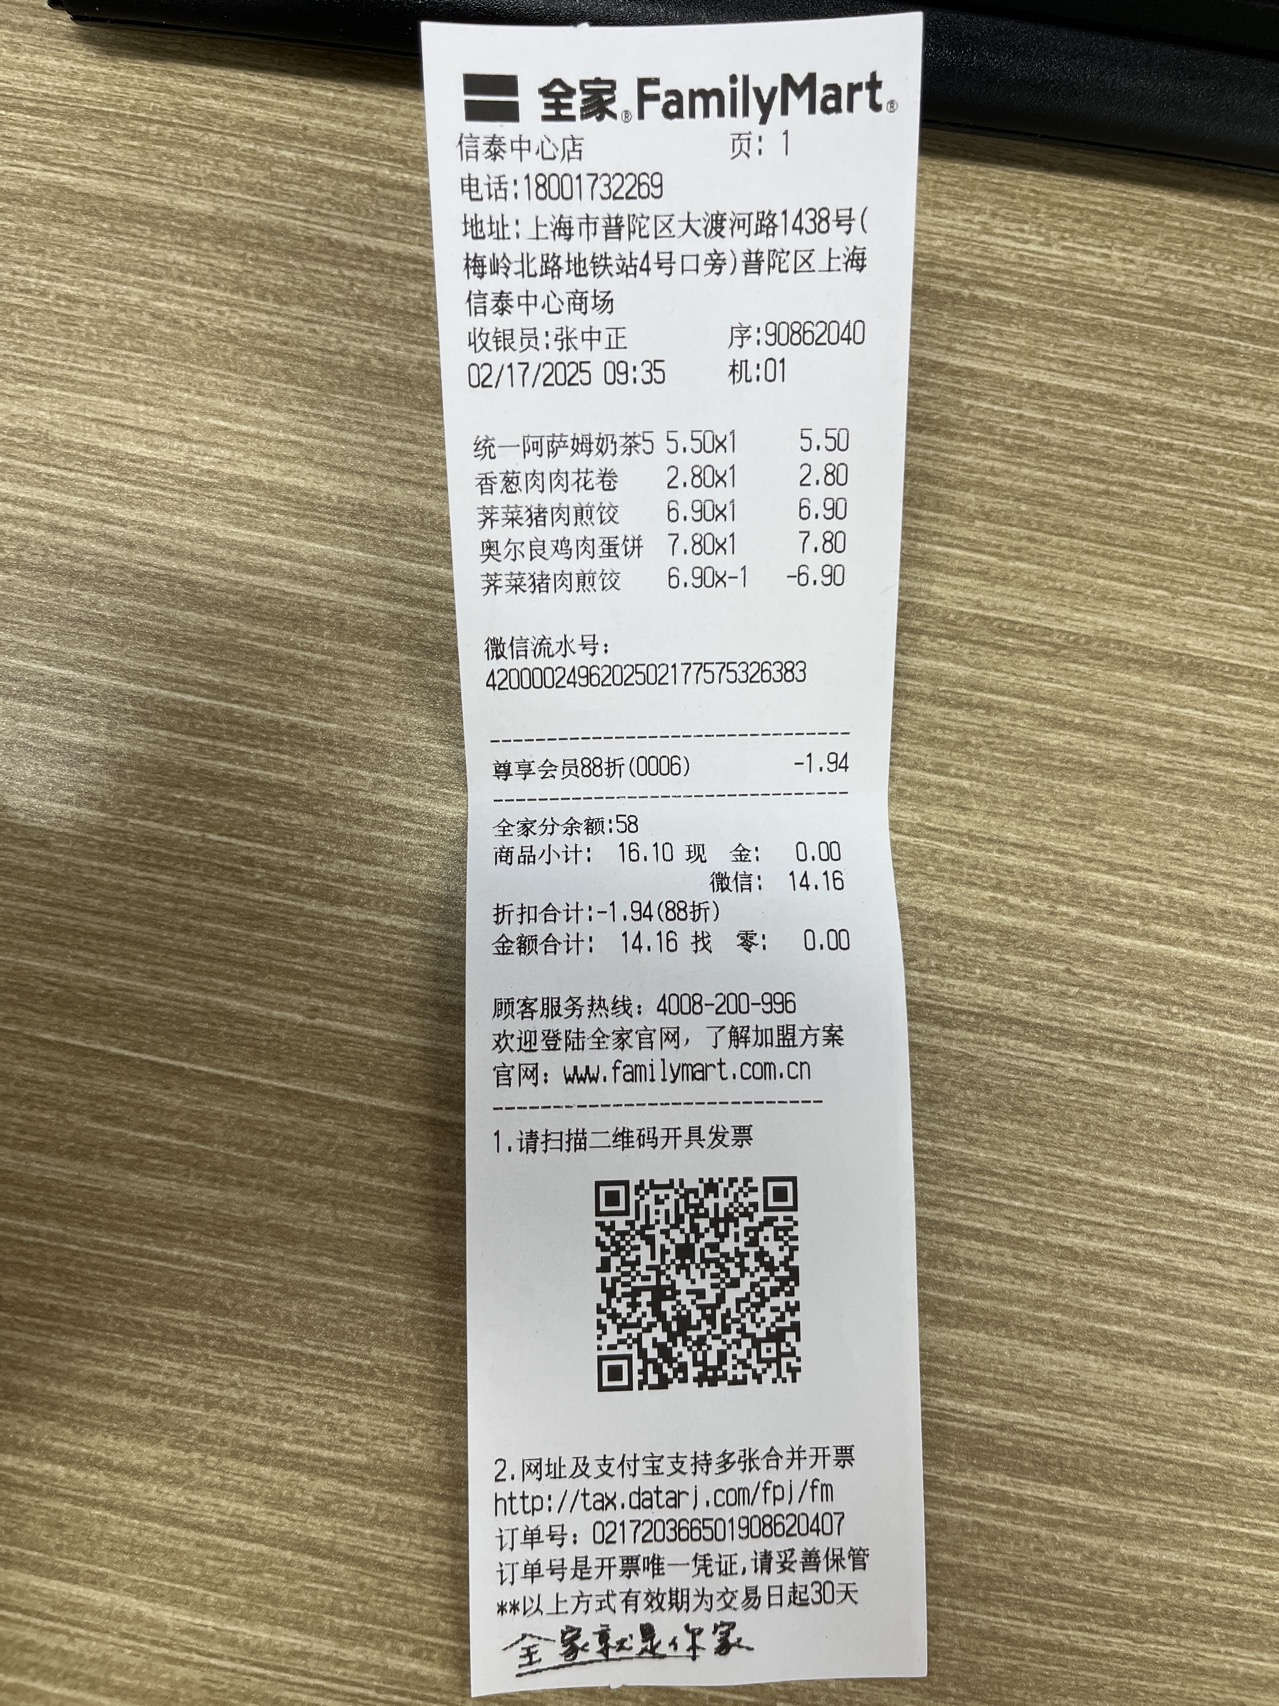 全家®FamilyMart®
信泰中心店 页: 1
电话:18001732269
地址:上海市普陀区大渡河路1438号(
梅岭北路地铁站4号口旁)普陀区上海
信泰中心商场
收银员:张中正 序:90862040
02/17/2025 09:35 机:01
统一阿萨姆奶茶5 5.50x1 5.50
香葱肉肉花卷 2.80x1 2.80
荠菜猪肉煎饺 6.90x1 6.90
奥尔良鸡肉蛋饼 7.80x1 7.80
荠菜猪肉煎饺 6.90x-1 -6.90
微信流水号:
4200002496202502177575326383
------------------------------
尊享会员88折(0006) -1.94
------------------------------
全家分余额:58
商品小计: 16.10 现 金: 0.00
微信: 14.16
折扣合计:-1.94(88折)
金额合计: 14.16 找 零: 0.00
顾客服务热线: 4008-200-996
欢迎登陆全家官网, 了解加盟方案
官网: www.familymart.com.cn
----------------------------
1.请扫描二维码开具发票
2.网址及支付宝支持多张合并开票
http://tax.datarj.com/fpj/fm
订单号: 021720366501908620407
订单号是开票唯一凭证,请妥善保管
**以上方式有效期为交易日起30天
全家就是你家